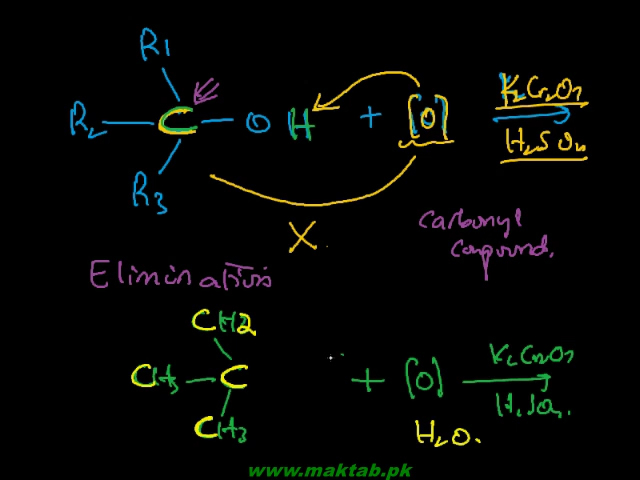 R1
R2 — C — O H + [O] K2Cr2O7
H2SO4
R3
X
Carbonyl
Compound.
Elimination
CH2
CH3 — C + [O] K2Cr2O7
H2SO4.
CH3
H2O.
www.maktab.pk